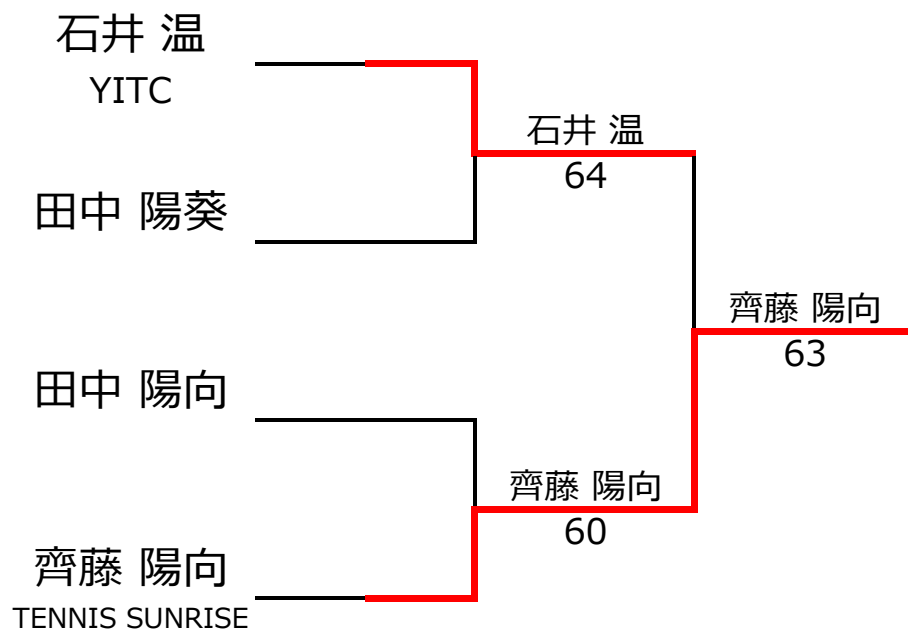 石井 温
YITC
田中 陽葵
田中 陽向
齊藤 陽向
TENNIS SUNRISE
石井 温
64
齊藤 陽向
60
齊藤 陽向
63